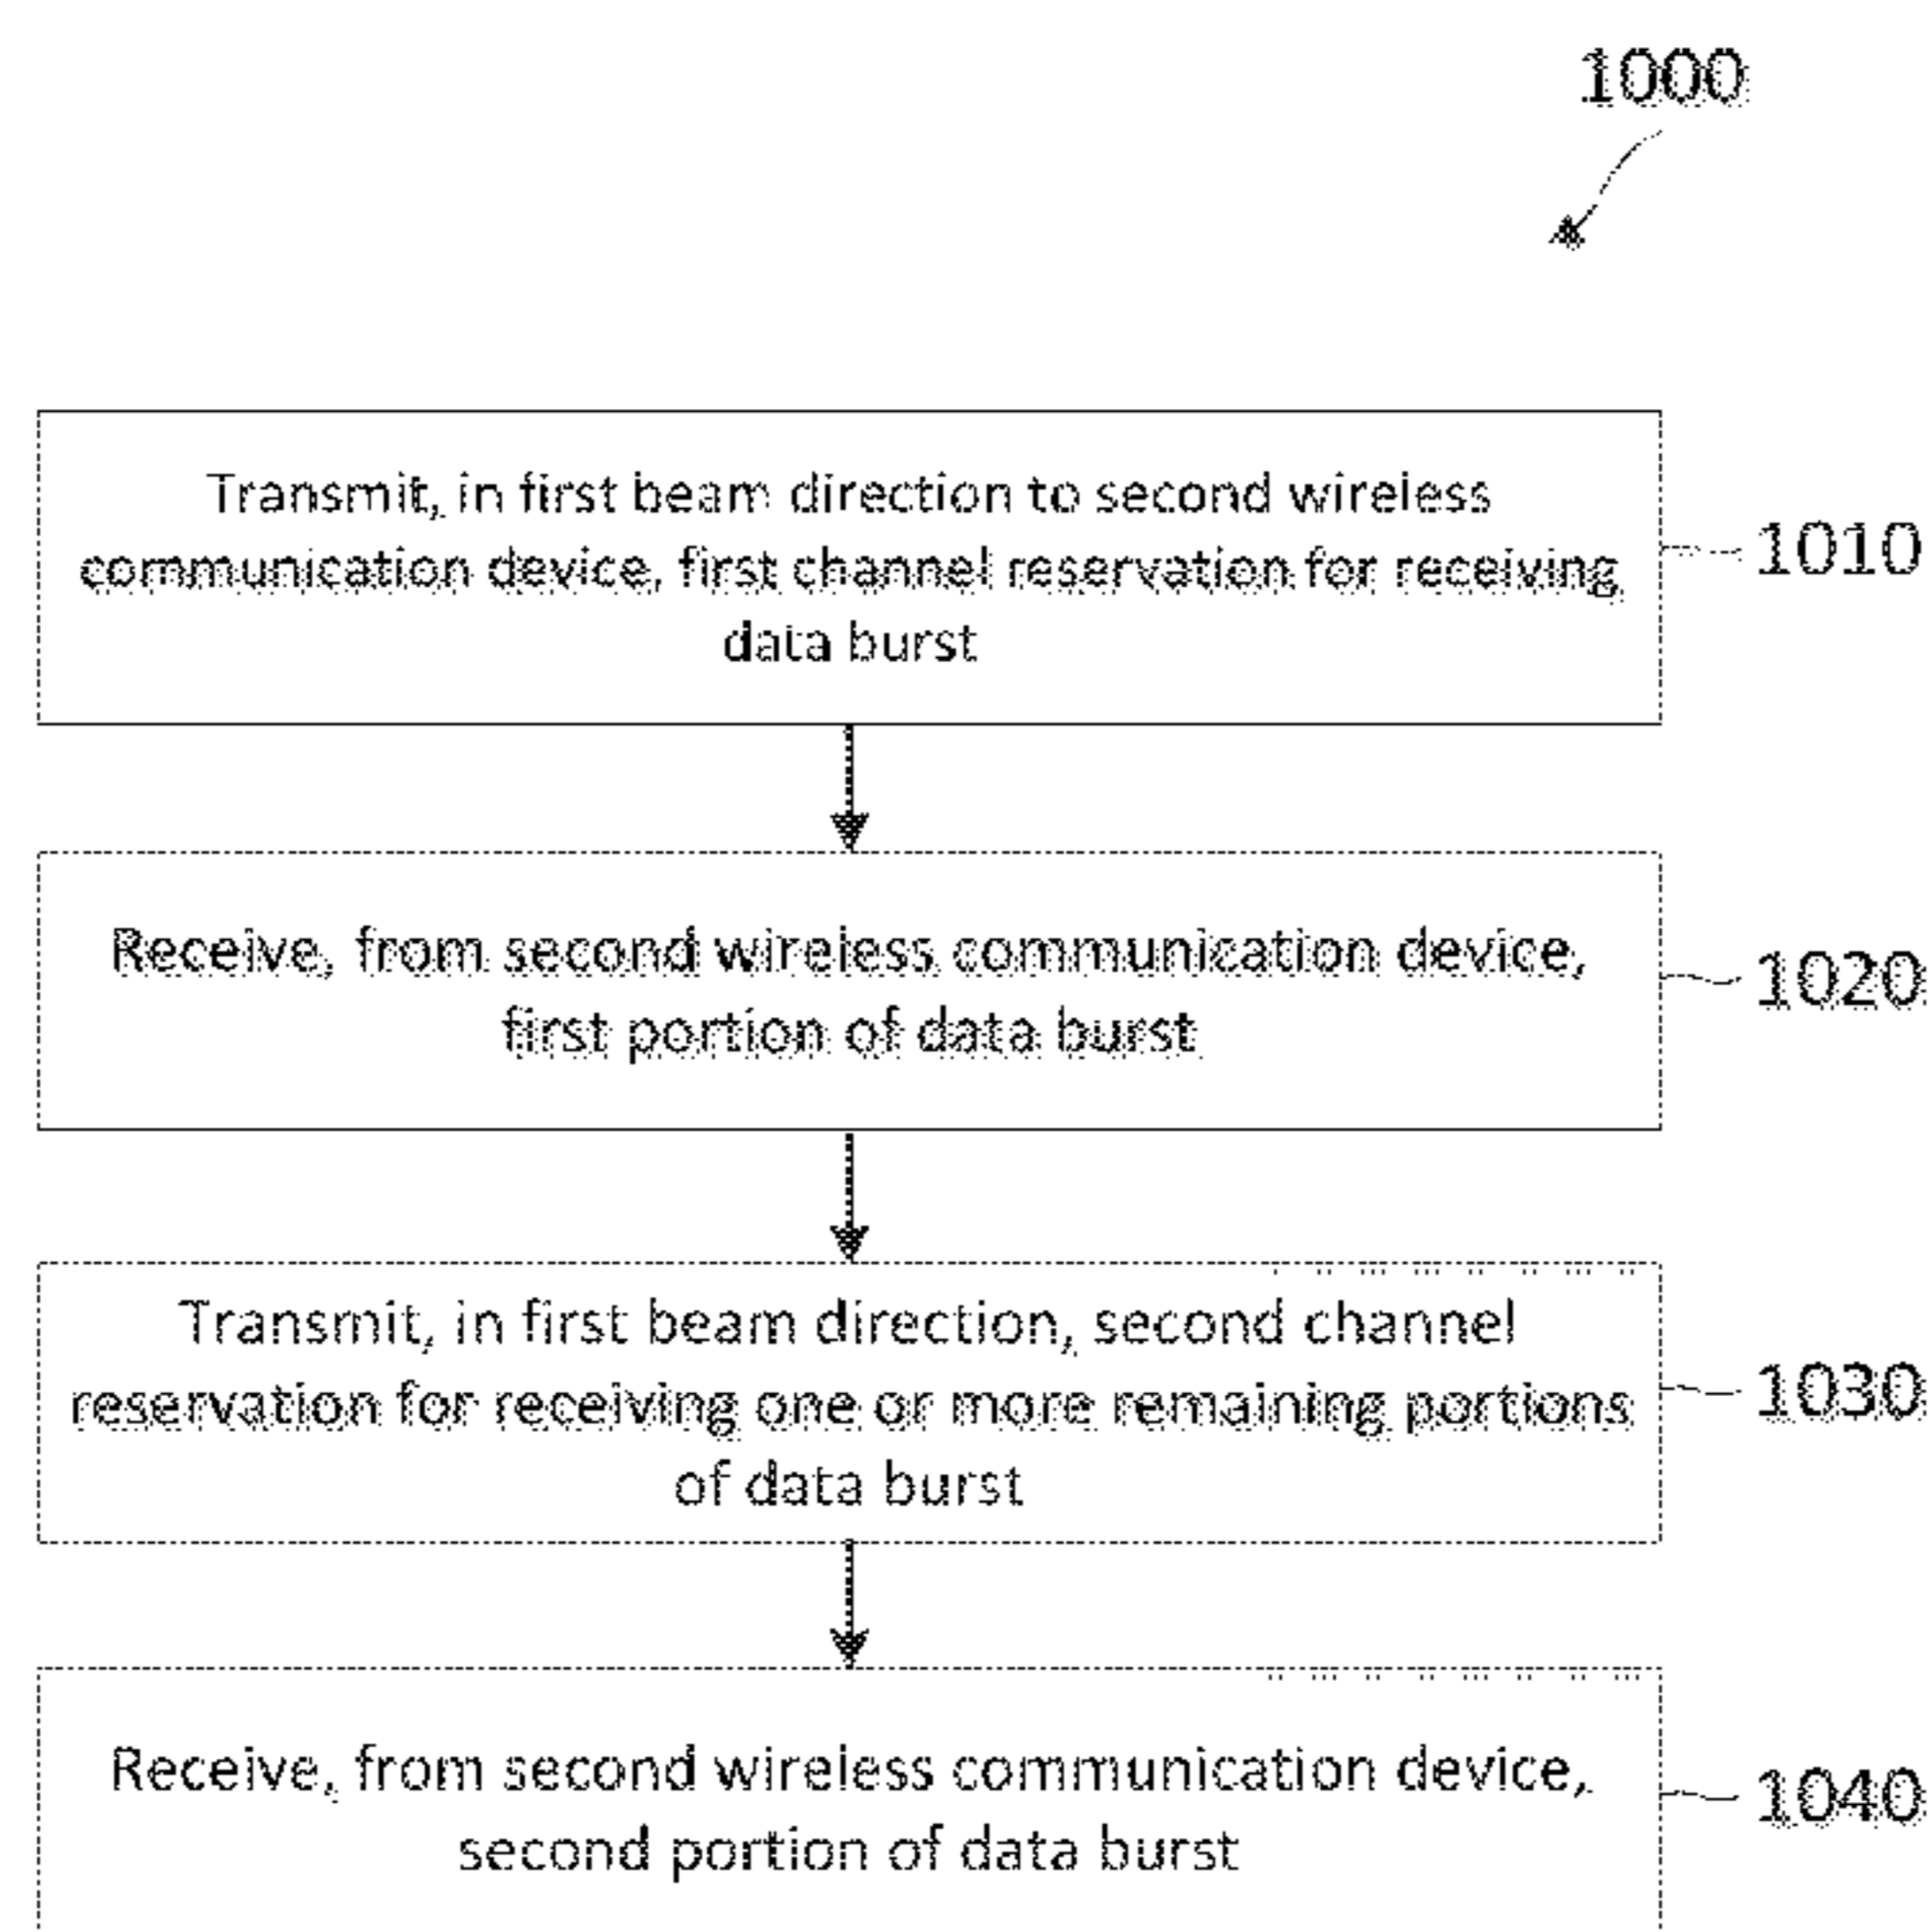 1000
Transmit, in first beam direction to second wireless
communication device, first channel reservation for receiving
data burst
1010
Receive, from second wireless communication device,
first portion of data burst
1020
Transmit, in first beam direction, second channel
reservation for receiving one or more remaining portions
of data burst
1030
Receive, from second wireless communication device,
second portion of data burst
1040